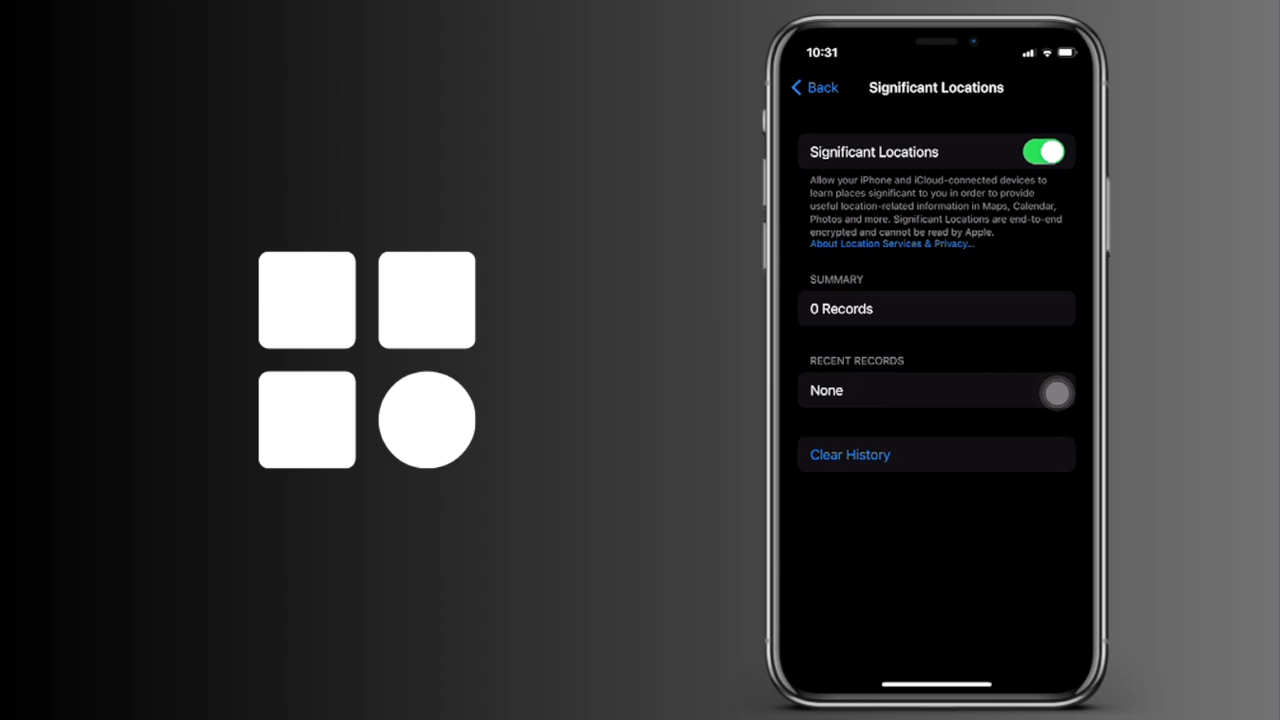 10:31
Back
Significant Locations
Significant Locations
Allow your iPhone and iCloud-connected devices to
learn places significant to you in order to provide
useful location-related information in Maps, Calendar,
Photos and more. Significant Locations are end-to-end
encrypted and cannot be read by Apple.
About Location Services & Privacy...
SUMMARY
0 Records
RECENT RECORDS
None
Clear History